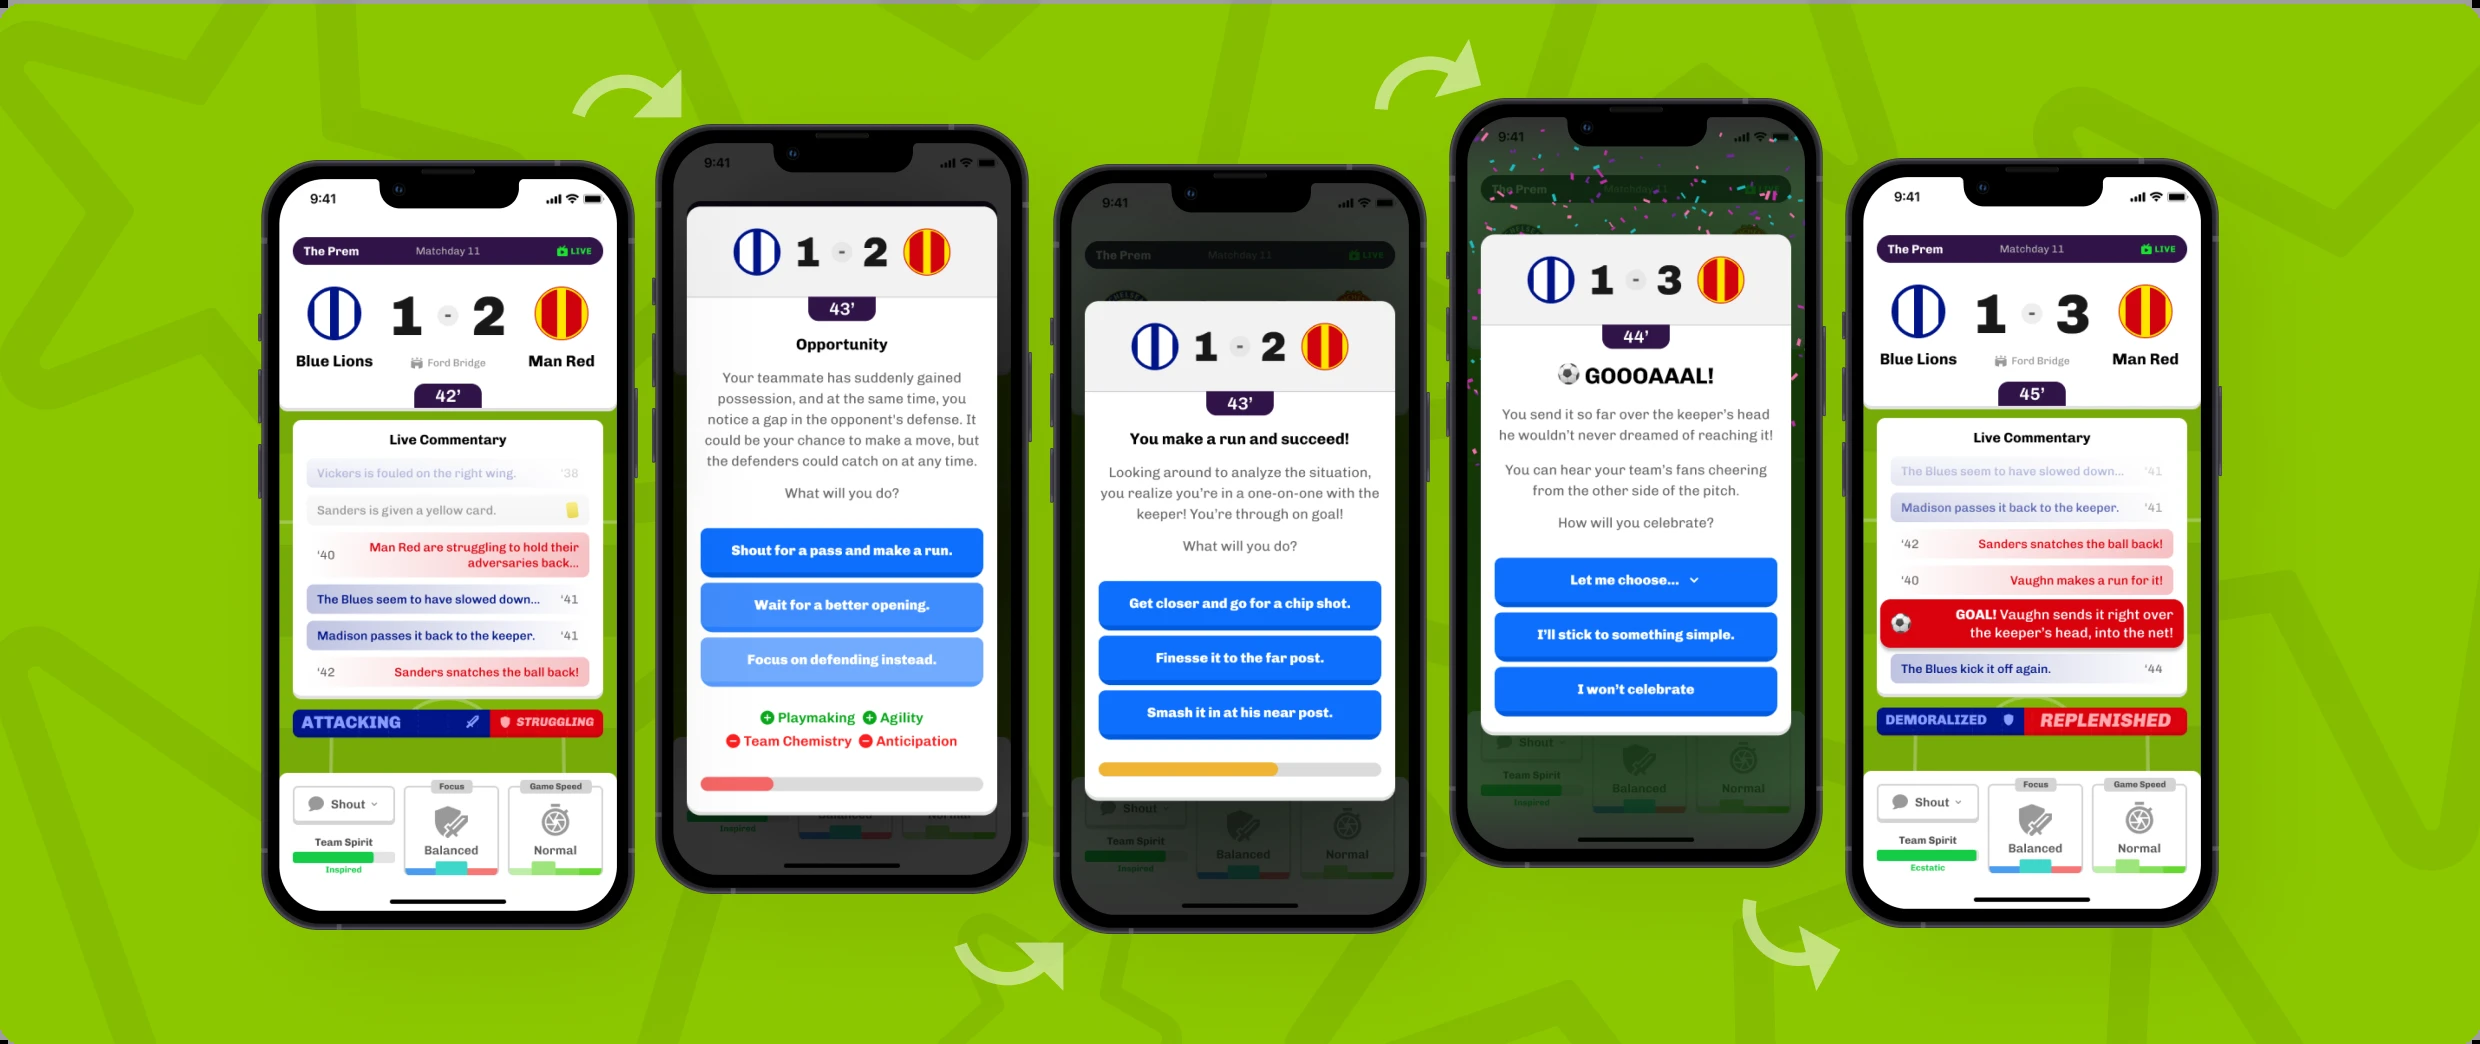 9:41
The Prem Matchday 11 LIVE
1 - 2
Blue Lions Ford Bridge Man Red
42’
Live Commentary
Vickers is fouled on the right wing. ‘38
Sanders is given a yellow card.
‘40 Man Red are struggling to hold their
adversaries back...
The Blues seem to have slowed down... ‘41
Madison passes it back to the keeper. ‘41
‘42 Sanders snatches the ball back!
ATTACKING STRUGGLING
Shout
Team Spirit
Inspired
Focus
Balanced
Game Speed
Normal
9:41
1 - 2
43’
Opportunity
Your teammate has suddenly gained
possession, and at the same time, you
notice a gap in the opponent's defense. It
could be your chance to make a move, but
the defenders could catch on at any time.
What will you do?
Shout for a pass and make a run.
Wait for a better opening.
Focus on defending instead.
Playmaking Agility
Team Chemistry Anticipation
Inspired
Balanced
Normal
9:41
The Prem Matchday 11 LIVE
1 - 2
43’
You make a run and succeed!
Looking around to analyze the situation,
you realize you’re in a one-on-one with the
keeper! You’re through on goal!
What will you do?
Get closer and go for a chip shot.
Finesse it to the far post.
Smash it in at his near post.
Shout
Team Spirit
Inspired
Balanced
Normal
9:41
The Prem Matchday 11 LIVE
1 - 3
44’
GOOOAAAL!
You send it so far over the keeper’s head
he wouldn’t never dreamed of reaching it!
You can hear your team’s fans cheering
from the other side of the pitch.
How will you celebrate?
Let me choose...
I’ll stick to something simple.
I won’t celebrate
Shout
Team Spirit
Inspired
Balanced
Normal
9:41
The Prem Matchday 11 LIVE
1 - 3
Blue Lions Ford Bridge Man Red
45’
Live Commentary
The Blues seem to have slowed down... ‘41
Madison passes it back to the keeper. ‘41
‘42 Sanders snatches the ball back!
‘40 Vaughn makes a run for it!
GOAL! Vaughn sends it right over
the keeper’s head, into the net!
The Blues kick it off again. ‘44
DEMORALIZED REPLENISHED
Shout
Team Spirit
Ecstatic
Focus
Balanced
Game Speed
Normal